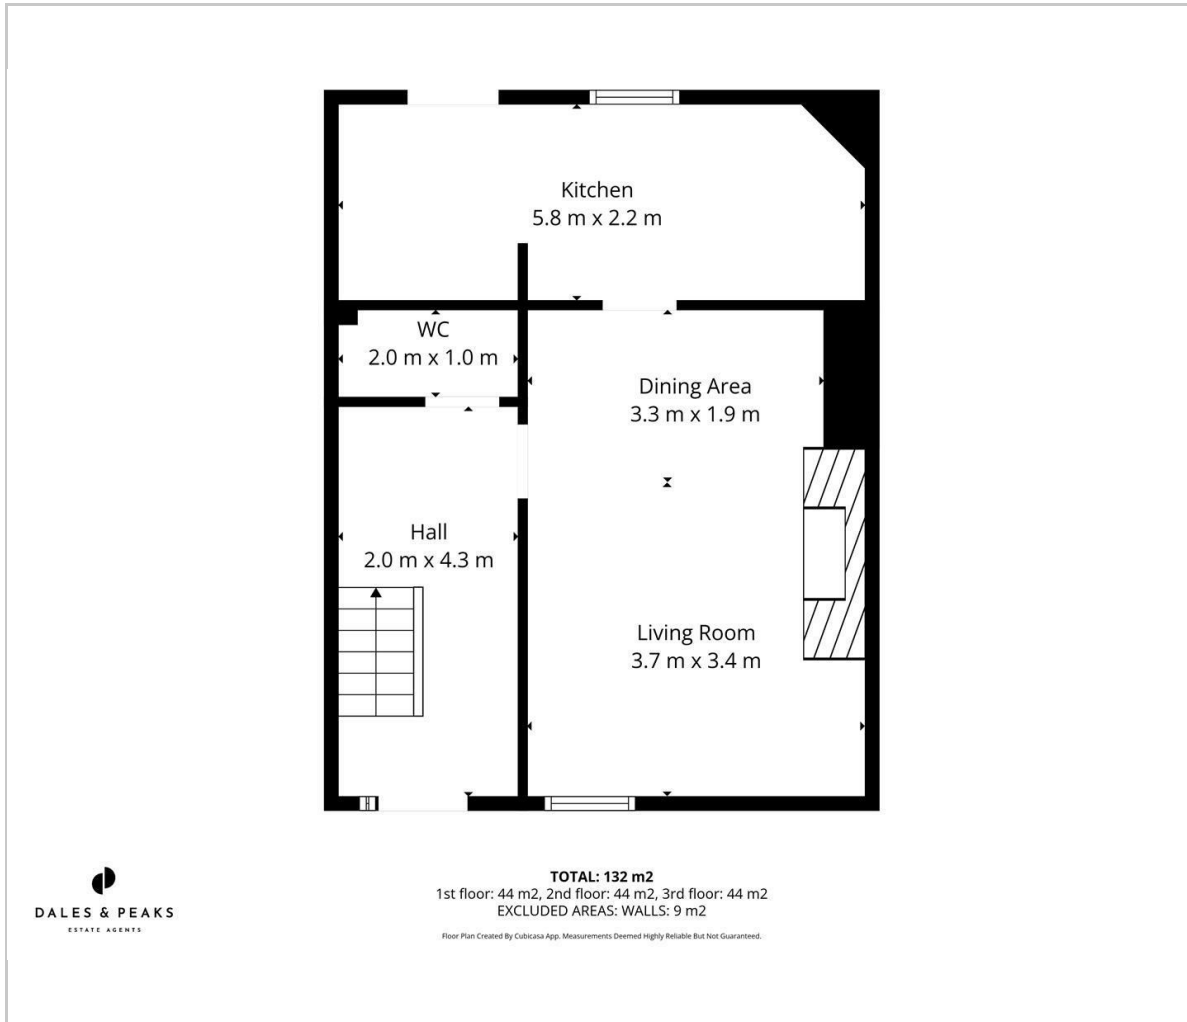 Kitchen
5.8 m x 2.2 m
WC
2.0 m x 1.0 m
Dining Area
3.3 m x 1.9 m
Hall
2.0 m x 4.3 m
Living Room
3.7 m x 3.4 m
DALES & PEAKS
ESTATE AGENTS
TOTAL: 132 m2
1st floor: 44 m2, 2nd floor: 44 m2, 3rd floor: 44 m2
EXCLUDED AREAS: WALLS: 9 m2
Floor Plan Created By Cubicasa App. Measurements Deemed Highly Reliable But Not Guaranteed.